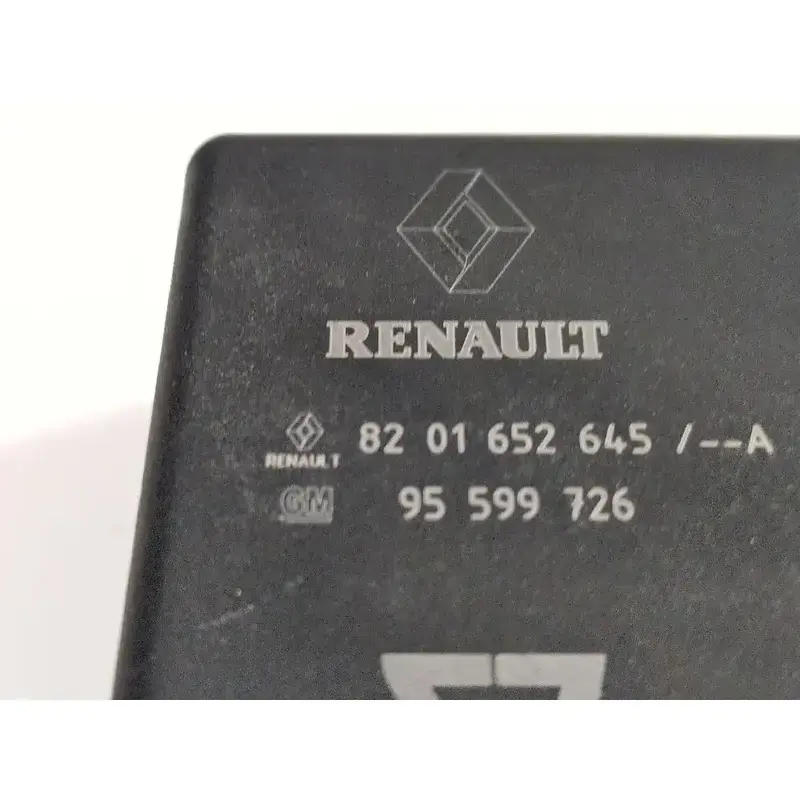 RENAULT
RENAULT 82 01 652 645 /--A
GM 95 599 726